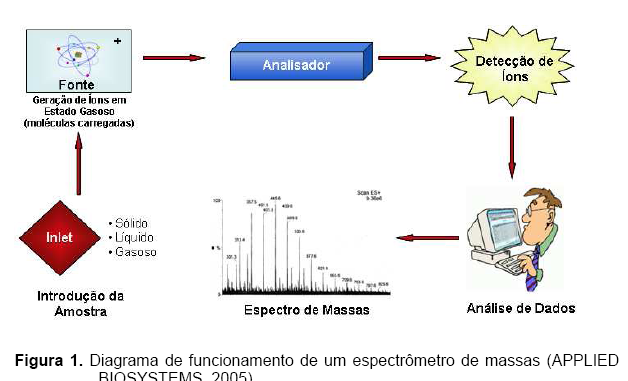 +
Fonte
Geração de Íons em
Estado Gasoso
(moléculas carregadas)
Analisador
Detecção de
Íons
Inlet
• Sólido
• Líquido
• Gasoso
Introdução da
Amostra
Scan ES+
%
Espectro de Massas
Análise de Dados
Figura 1. Diagrama de funcionamento de um espectrômetro de massas (APPLIED
BIOSYSTEMS, 2005)